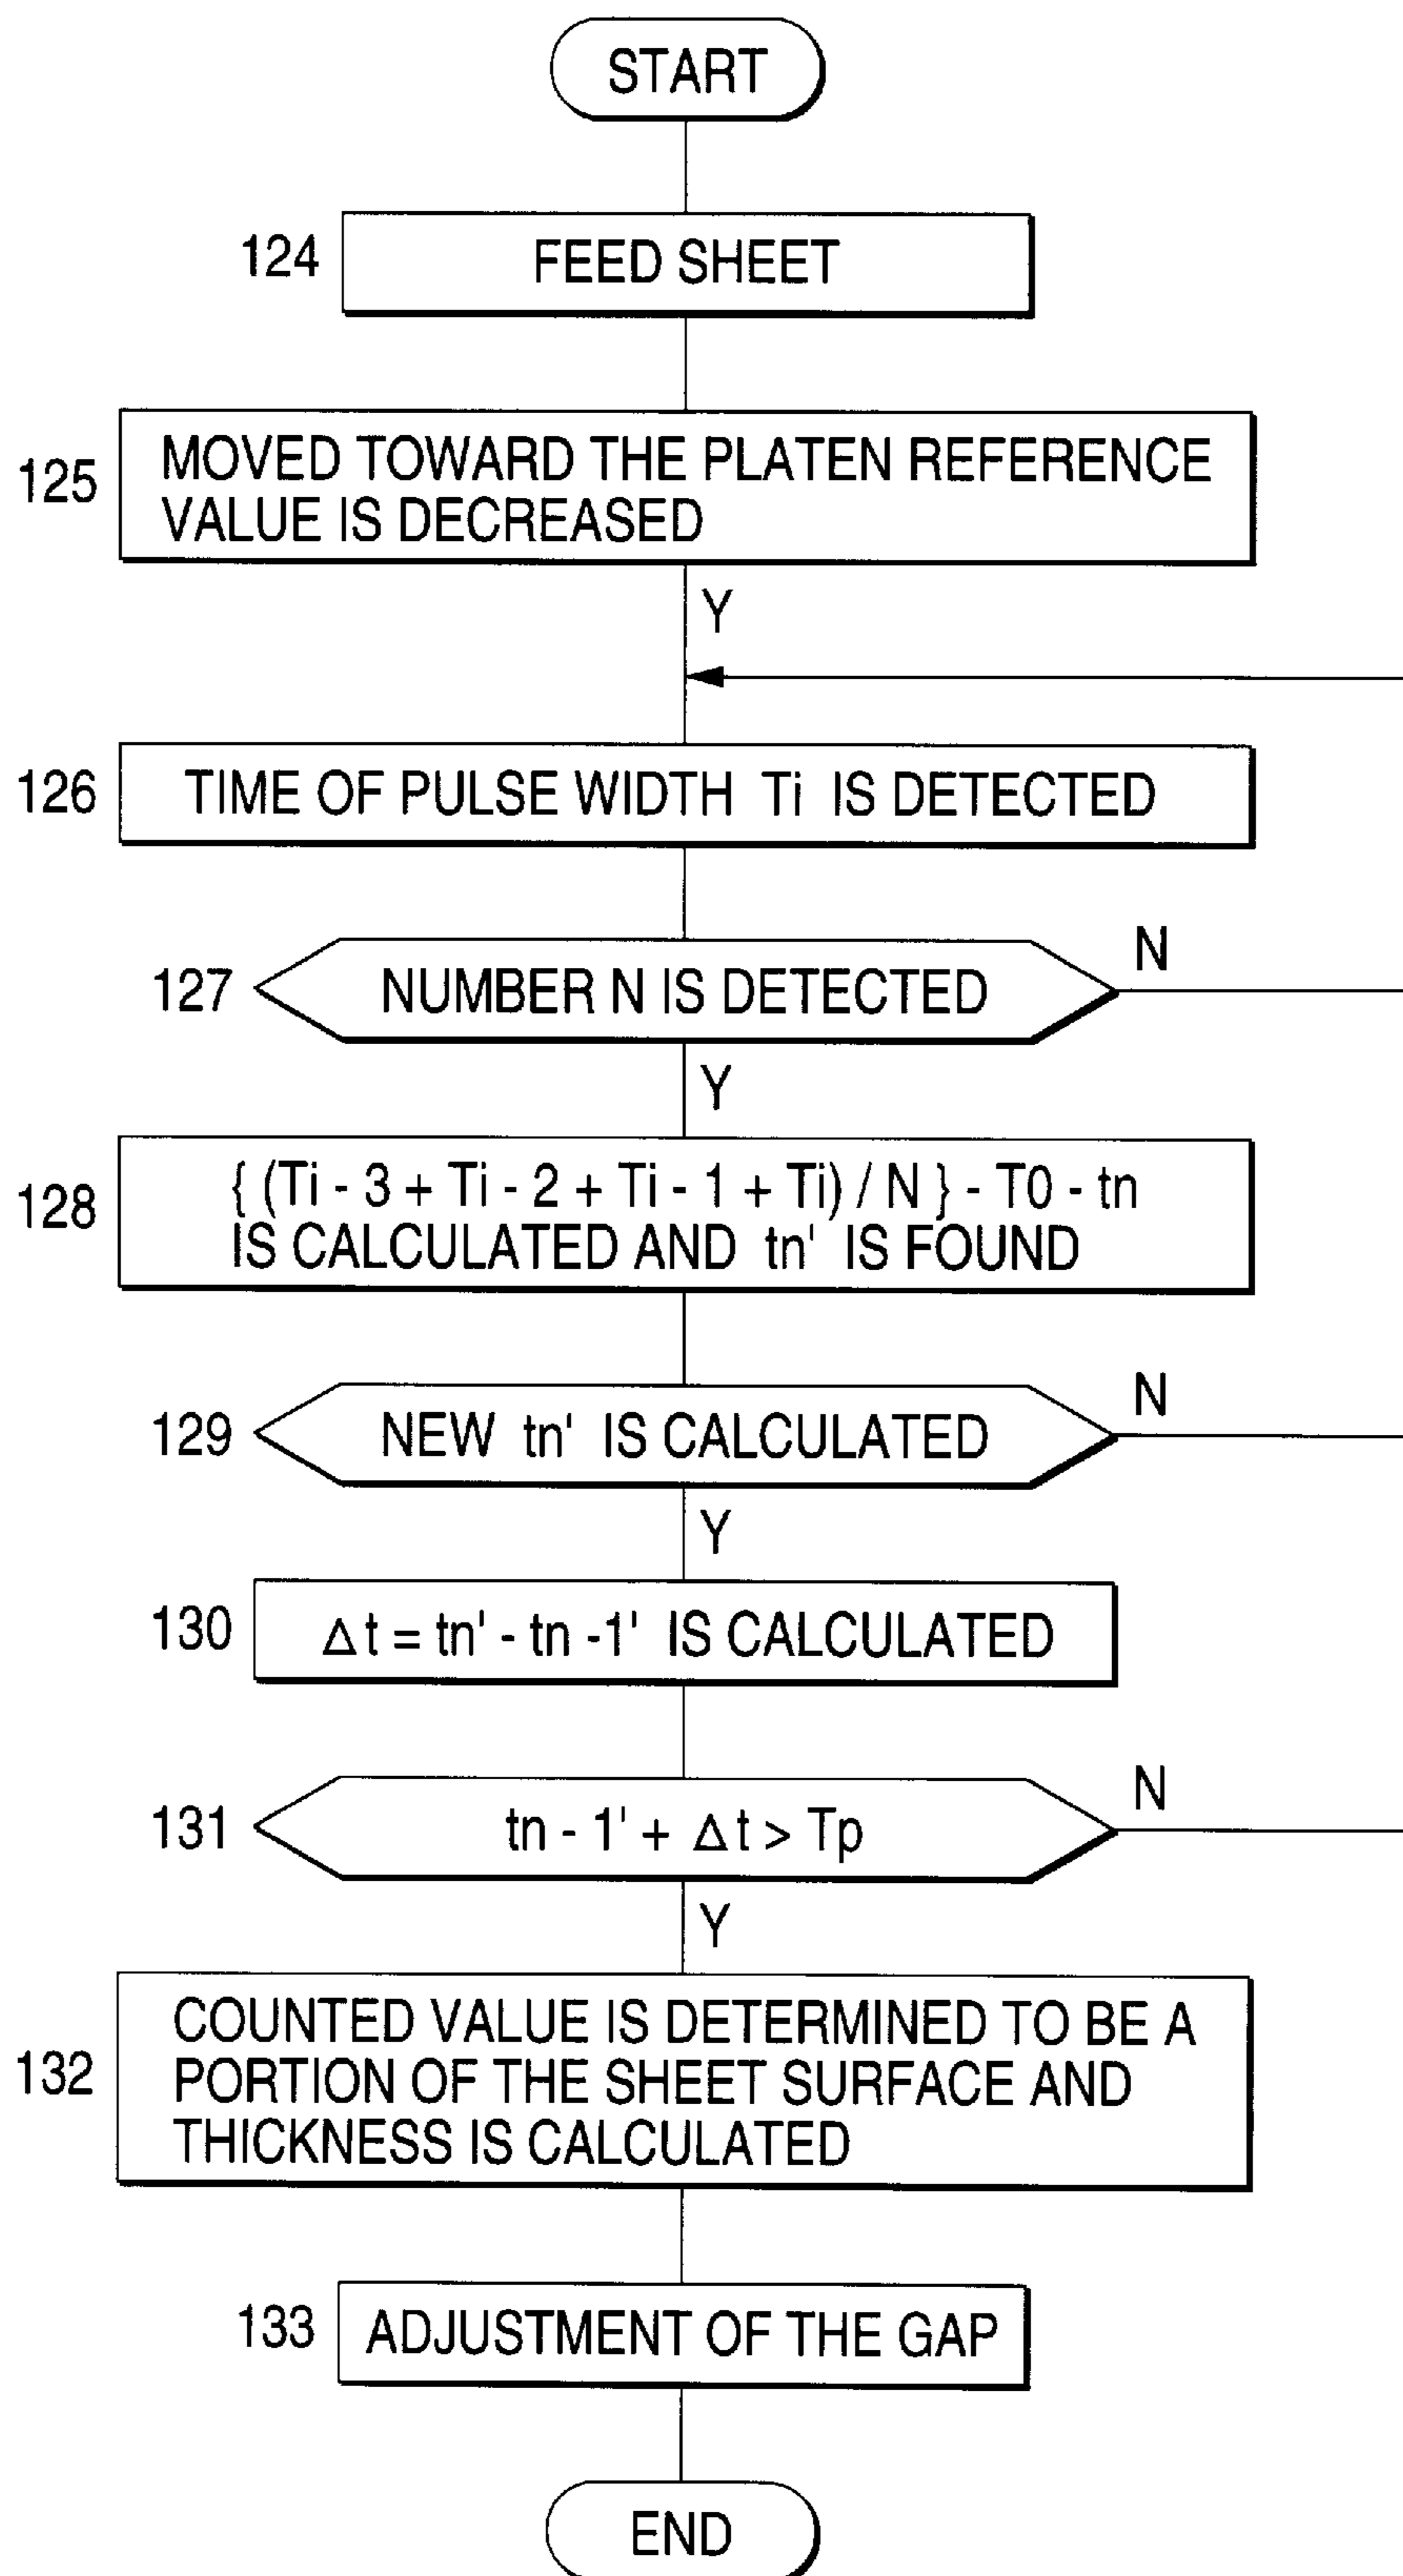 START
124
FEED SHEET
125
MOVED TOWARD THE PLATEN REFERENCE
VALUE IS DECREASED
Y
126
TIME OF PULSE WIDTH Ti IS DETECTED
127
NUMBER N IS DETECTED
N
Y
128
{ (Ti - 3 + Ti - 2 + Ti - 1 + Ti) / N } - T0 - tn
IS CALCULATED AND tn' IS FOUND
129
NEW tn' IS CALCULATED
N
Y
130
Δt = tn' - tn -1' IS CALCULATED
131
tn - 1' + Δt > Tp
N
Y
132
COUNTED VALUE IS DETERMINED TO BE A
PORTION OF THE SHEET SURFACE AND
THICKNESS IS CALCULATED
133
ADJUSTMENT OF THE GAP
END